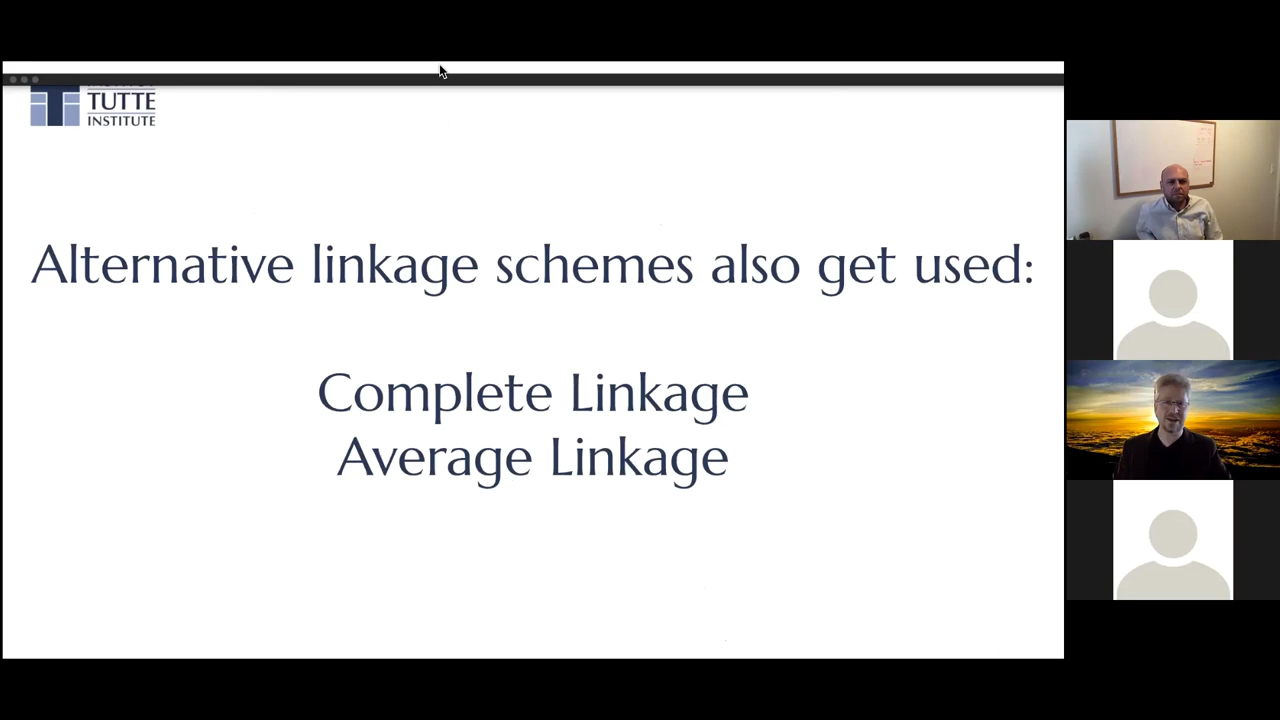 TUTTE
INSTITUTE
Alternative linkage schemes also get used:
Complete Linkage
Average Linkage